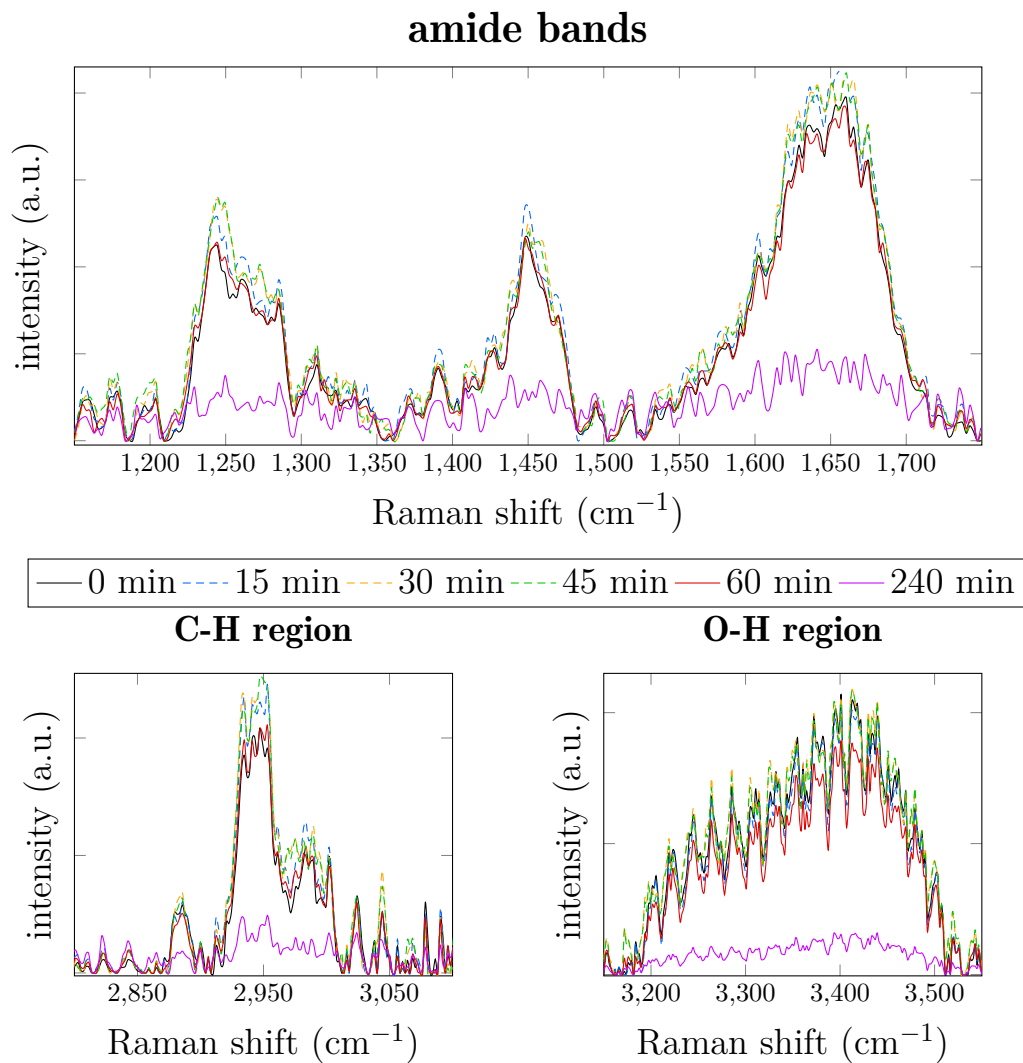 amide bands
intensity (a.u.)
1,200 1,250 1,300 1,350 1,400 1,450 1,500 1,550 1,600 1,650 1,700
Raman shift (cm⁻¹)
0 min 15 min 30 min 45 min 60 min 240 min
C-H region
intensity (a.u.)
2,850 2,950 3,050
Raman shift (cm⁻¹)
O-H region
intensity (a.u.)
3,200 3,300 3,400 3,500
Raman shift (cm⁻¹)